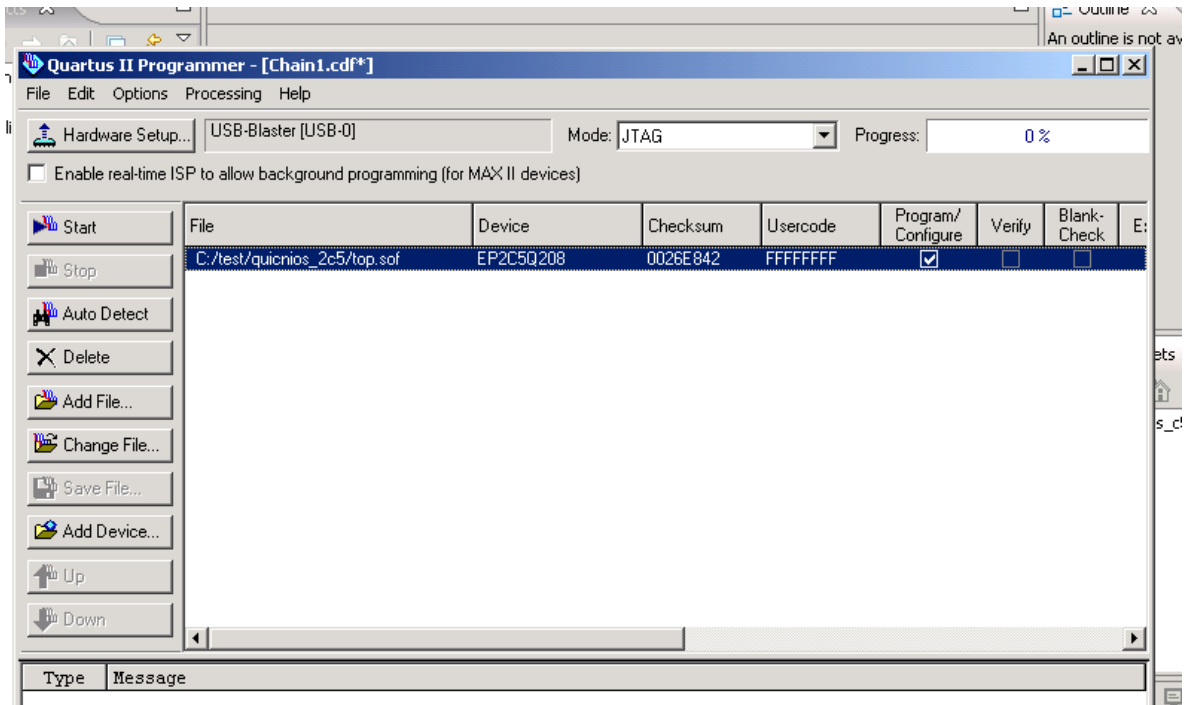 Outline
An outline is not av
Quartus II Programmer - [Chain1.cdf*]
File Edit Options Processing Help
Hardware Setup... USB-Blaster [USB-0] Mode: JTAG Progress: 0 %
Enable real-time ISP to allow background programming (for MAX II devices)
Start
Stop
Auto Detect
Delete
Add File...
Change File...
Save File...
Add Device...
Up
Down
File Device Checksum Usercode Program/ Configure Verify Blank- Check E
C:/test/quicnios_2c5/top.sof EP2C5Q208 0026E842 FFFFFFFF
ets
s_c5
Type Message